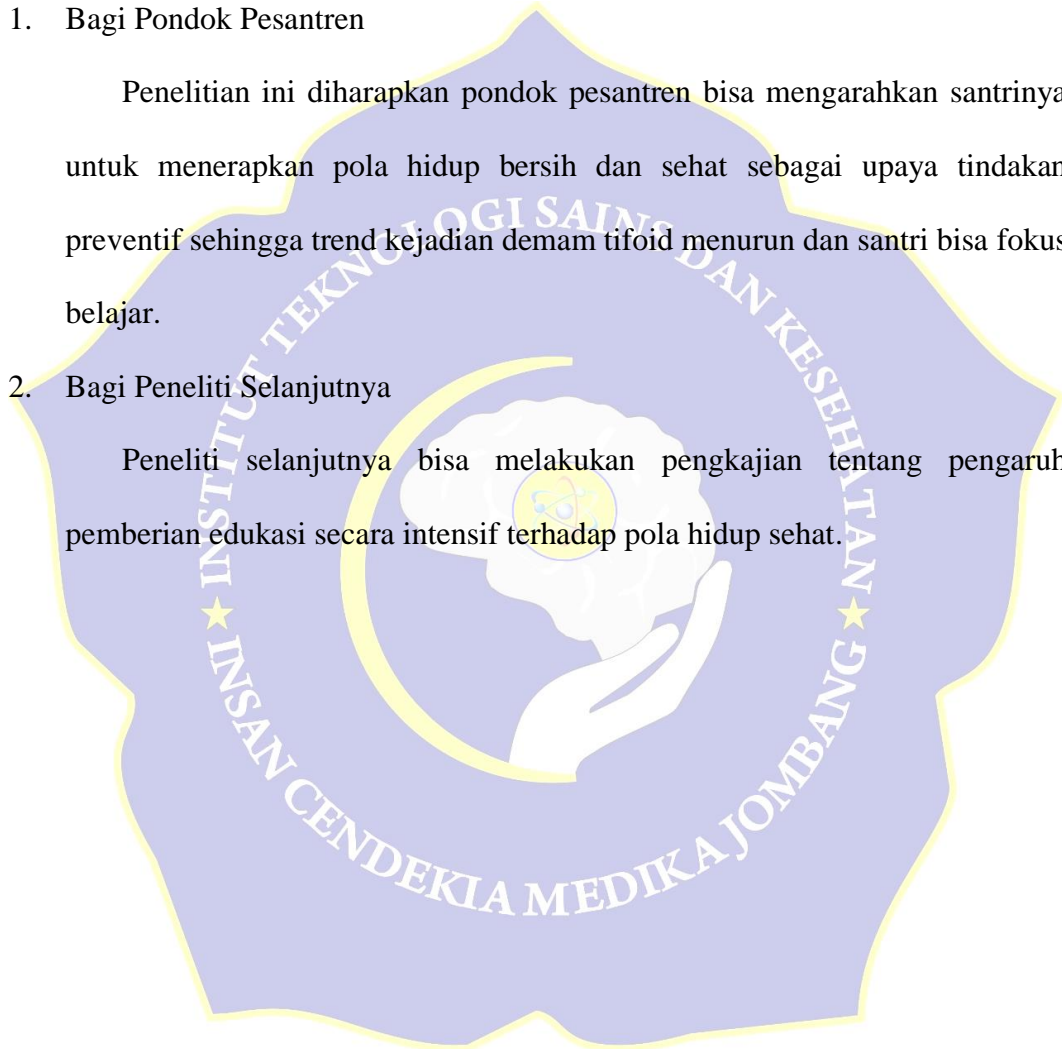 1. Bagi Pondok Pesantren
Penelitian ini diharapkan pondok pesantren bisa mengarahkan santrinya
untuk menerapkan pola hidup bersih dan sehat sebagai upaya tindakan
preventif sehingga trend kejadian demam tifoid menurun dan santri bisa fokus
belajar.
2. Bagi Peneliti Selanjutnya
Peneliti selanjutnya bisa melakukan pengkajian tentang pengaruh
pemberian edukasi secara intensif terhadap pola hidup sehat.
INSTITUT TEKNOLOGI SAINS DAN KESEHATAN
INSAN CENDEKIA MEDIKA JOMBANG